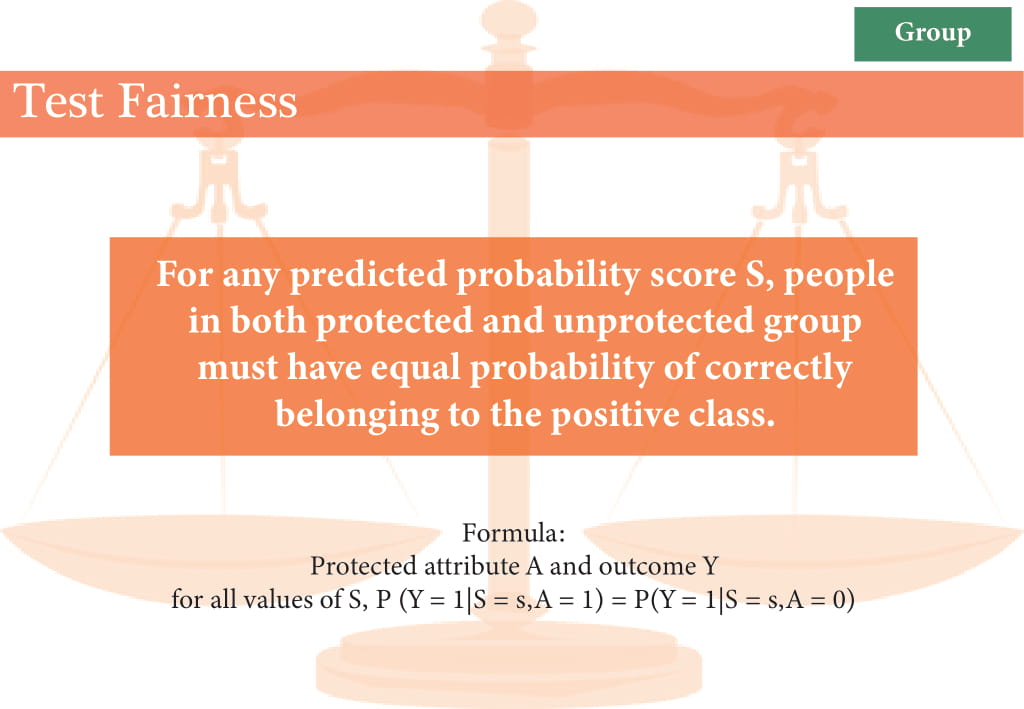 Group
Test Fairness
For any predicted probability score S, people
in both protected and unprotected group
must have equal probability of correctly
belonging to the positive class.
Formula:
Protected attribute A and outcome Y
for all values of S, P (Y = 1|S = s,A = 1) = P(Y = 1|S = s,A = 0)